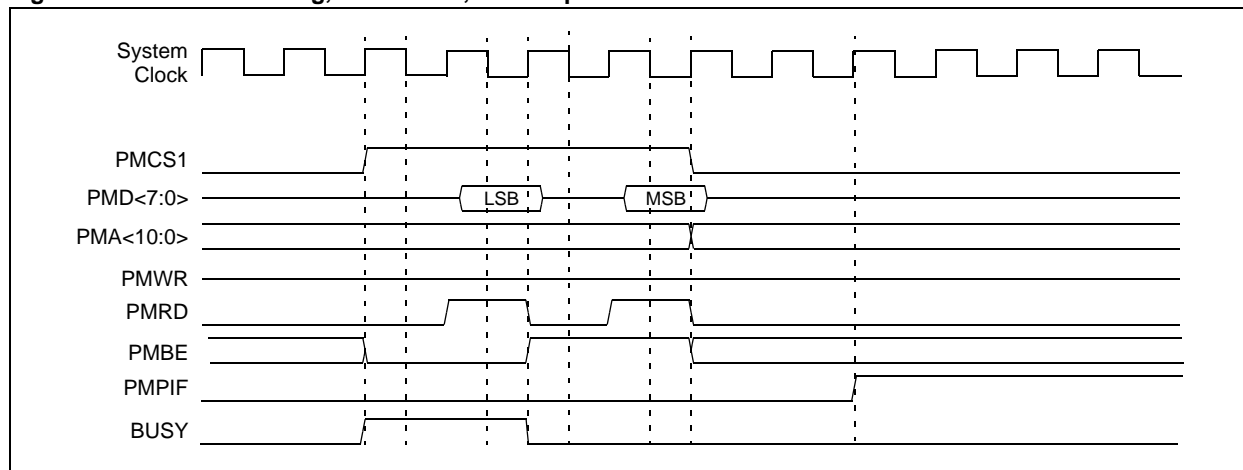 System
Clock
PMCS1
PMD<7:0>
LSB
MSB
PMA<10:0>
PMWR
PMRD
PMBE
PMPIF
BUSY